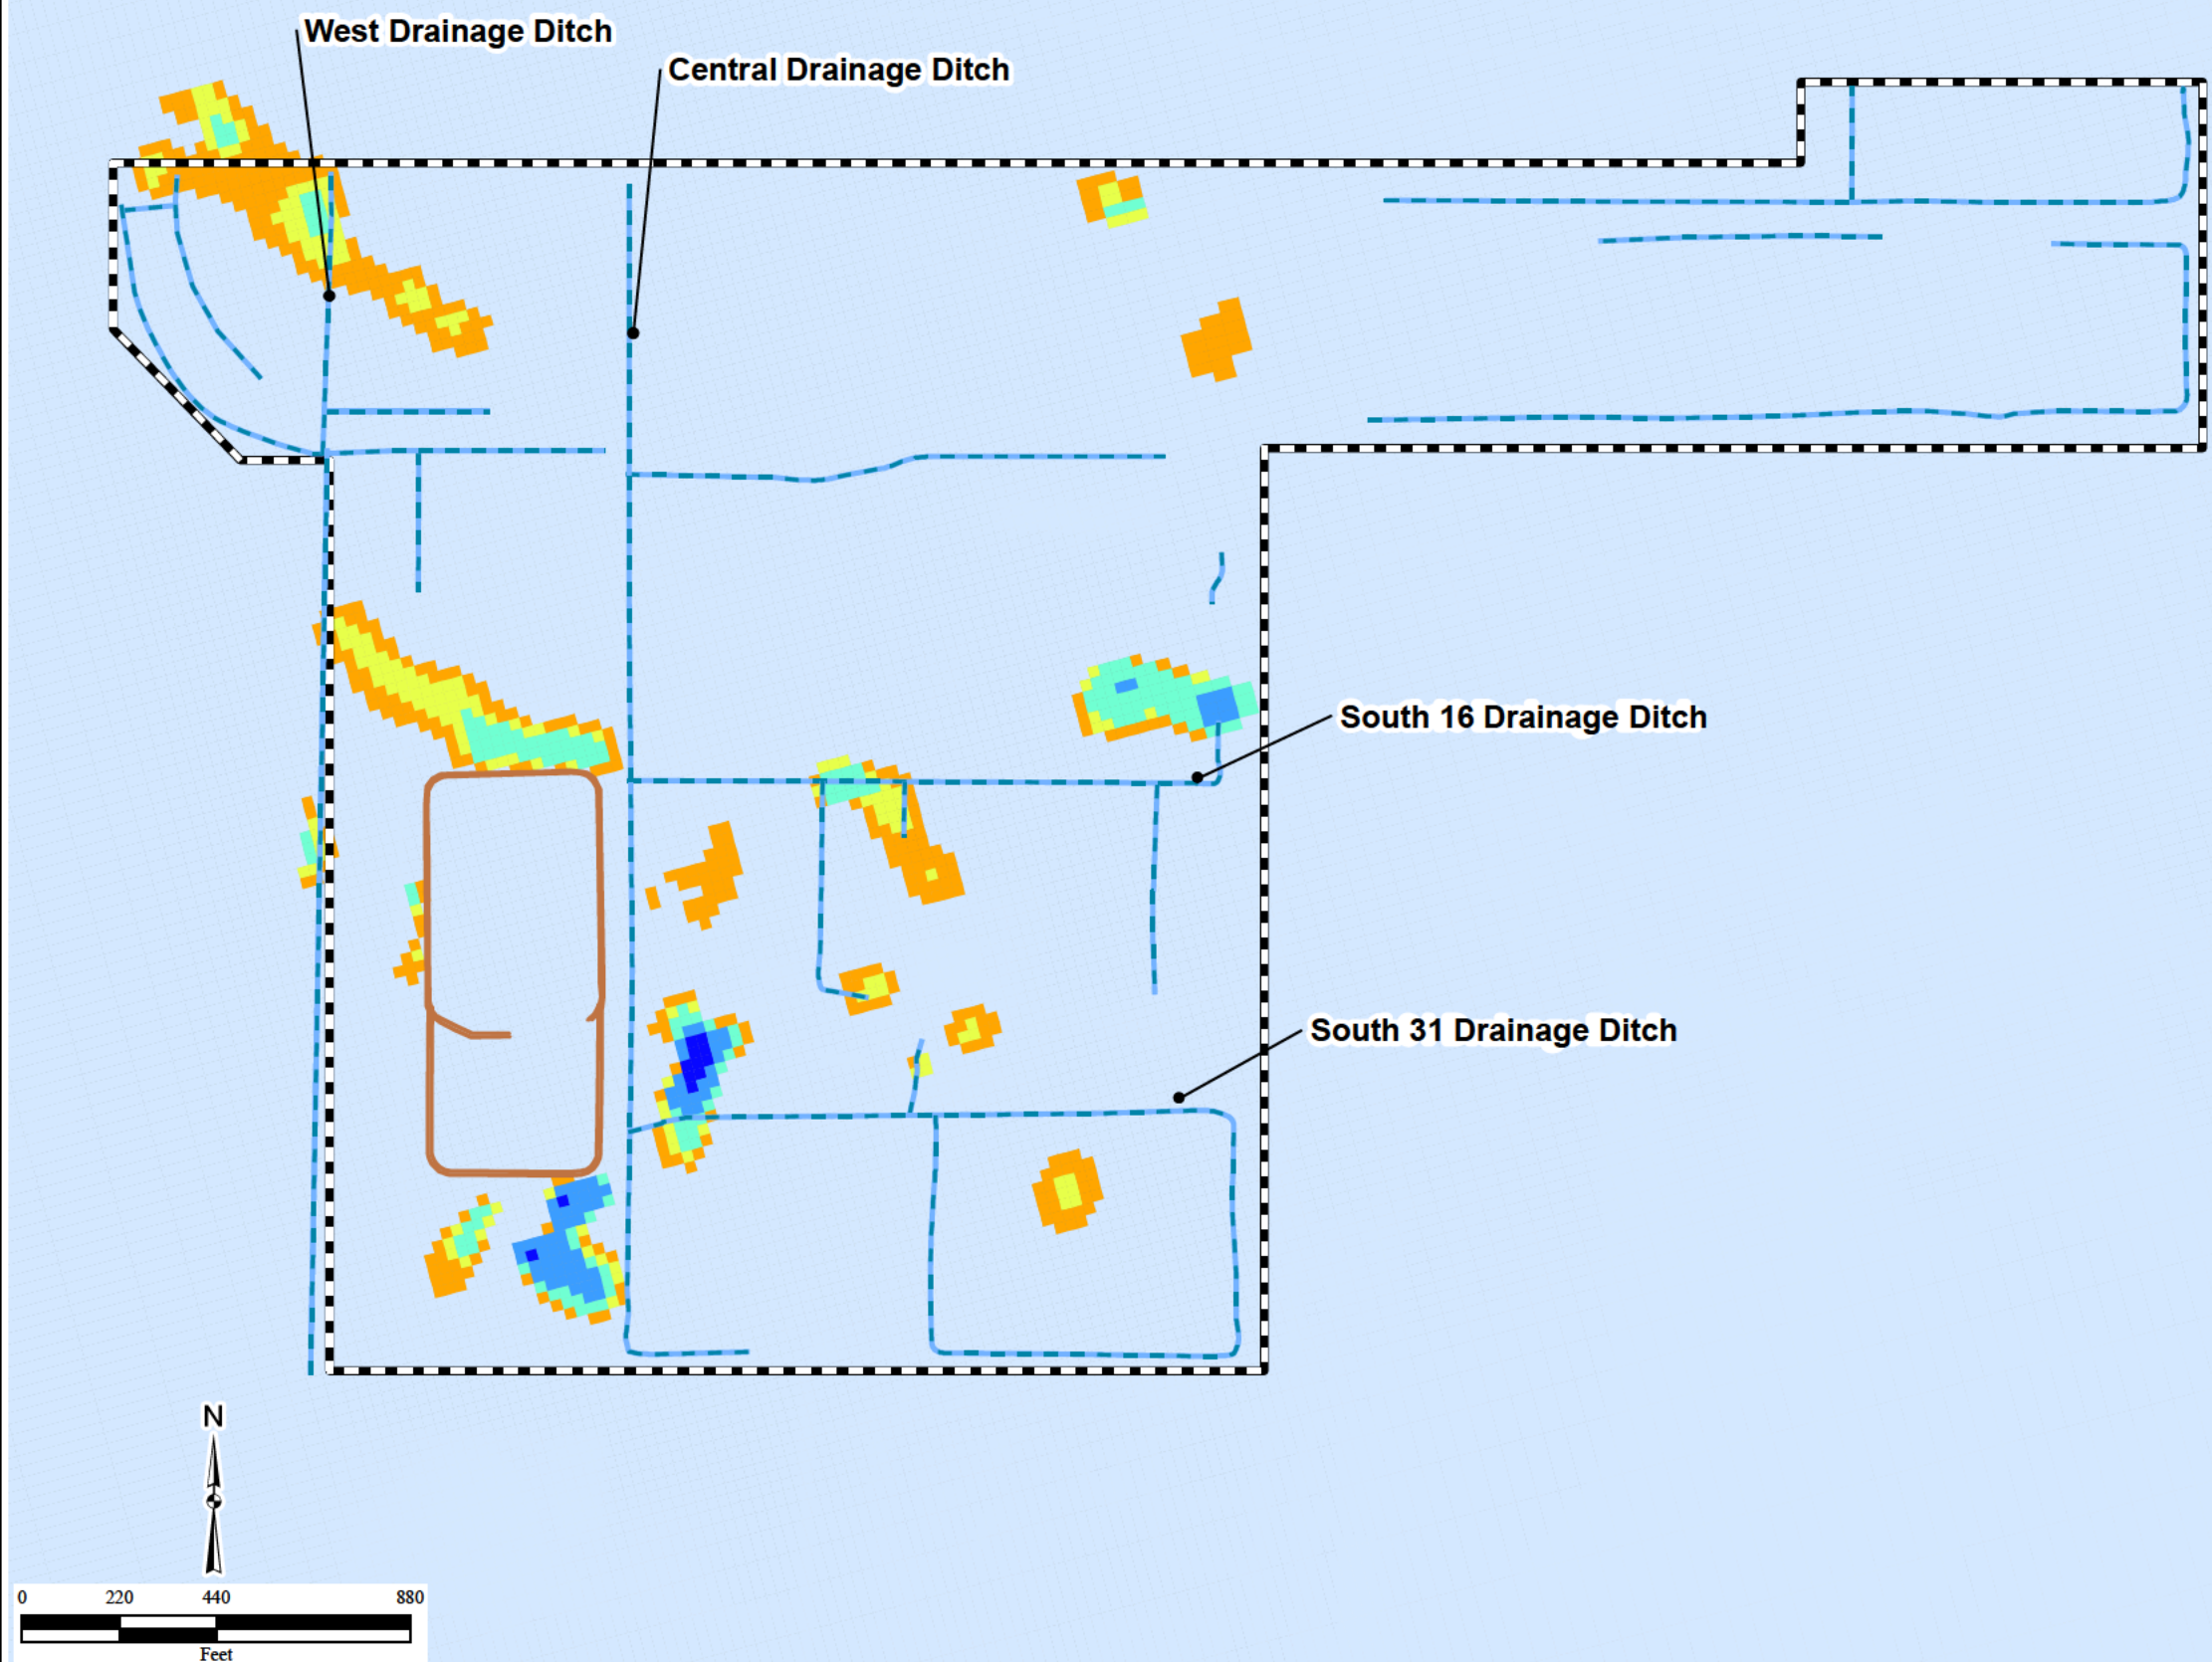 West Drainage Ditch
Central Drainage Ditch
South 16 Drainage Ditch
South 31 Drainage Ditch
N
0 220 440 880
Feet